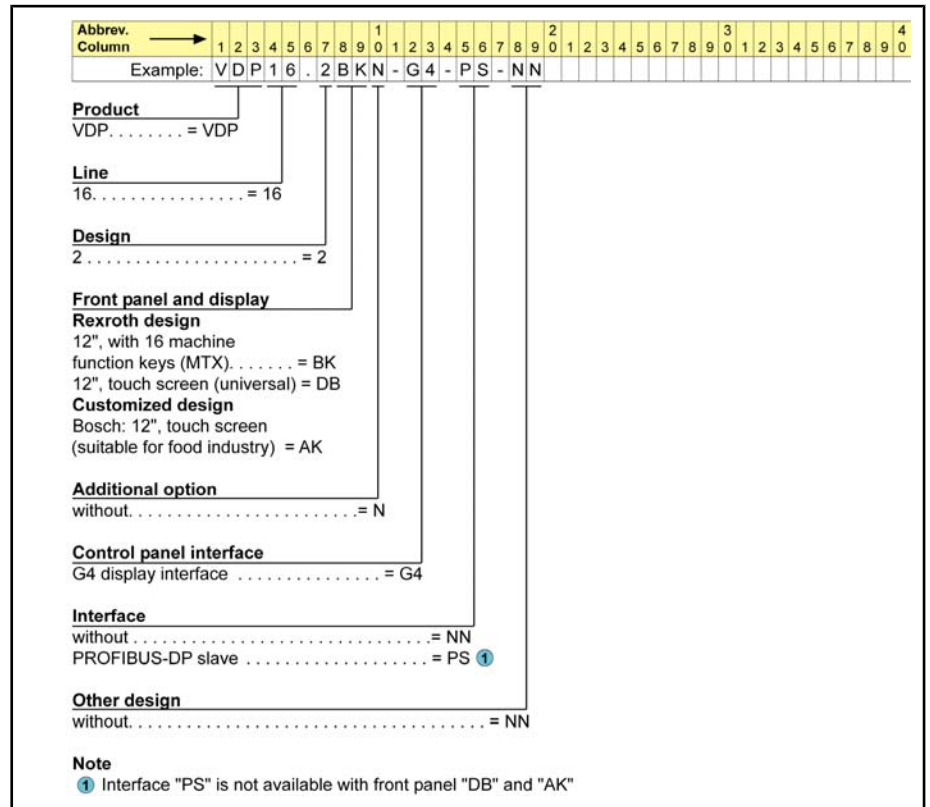 Abbrev. 1 2 3 4
Column 1 2 3 4 5 6 7 8 9 0 1 2 3 4 5 6 7 8 9 0 1 2 3 4 5 6 7 8 9 0 1 2 3 4 5 6 7 8 9 0
Example: V D P 1 6 . 2 B K N - G 4 - P S - N N
Product
VDP. . . . . . . . = VDP
Line
16. . . . . . . . . . . . . . . . = 16
Design
2 . . . . . . . . . . . . . . . . . . . . . . = 2
Front panel and display
Rexroth design
12", with 16 machine
function keys (MTX). . . . . . . = BK
12", touch screen (universal) = DB
Customized design
Bosch: 12", touch screen
(suitable for food industry) = AK
Additional option
without. . . . . . . . . . . . . . . . . . . . . . . .= N
Control panel interface
G4 display interface . . . . . . . . . . . . . . . = G4
Interface
without . . . . . . . . . . . . . . . . . . . . . . . . . . . . . . .= NN
PROFIBUS-DP slave . . . . . . . . . . . . . . . . . . . = PS 1
Other design
without. . . . . . . . . . . . . . . . . . . . . . . . . . . . . . . . . . . . . = NN
Note
1 Interface "PS" is not available with front panel "DB" and "AK"